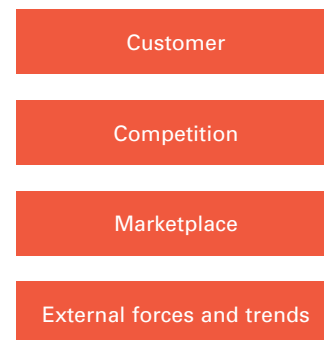 Customer
Competition
Marketplace
External forces and trends